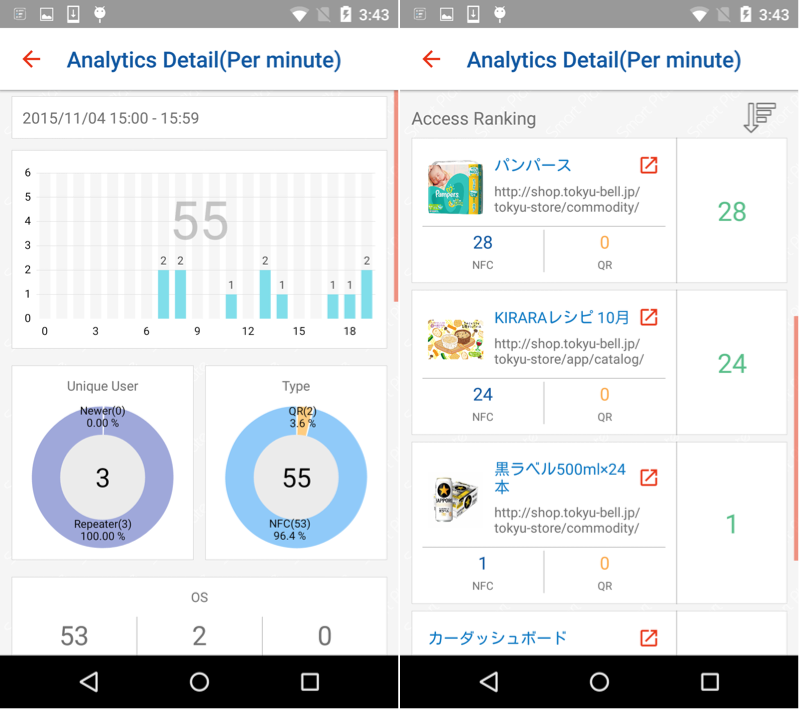 3:43
Analytics Detail(Per minute)
2015/11/04 15:00 - 15:59
6
5
4
3
2
1
0
55
2 2 1 2 1 1 1 2
0 3 6 9 12 15 18
Unique User
Newer(0)
0.00 %
3
Repeater(3)
100.00 %
Type
QR(2)
3.6 %
55
NFC(53)
96.4 %
OS
53 2 0
3:43
Analytics Detail(Per minute)
Access Ranking
パンパース
Pampers
http://shop.tokyu-bell.jp/
tokyu-store/commodity/
28 0
NFC QR
28
KIRARAレシピ 10月
http://shop.tokyu-bell.jp/
tokyu-store/app/catalog/
24 0
NFC QR
24
黒ラベル500ml×24
本
SAPPORO
http://shop.tokyu-bell.jp/
tokyu-store/commodity/
1 0
NFC QR
1
カーダッシュボード